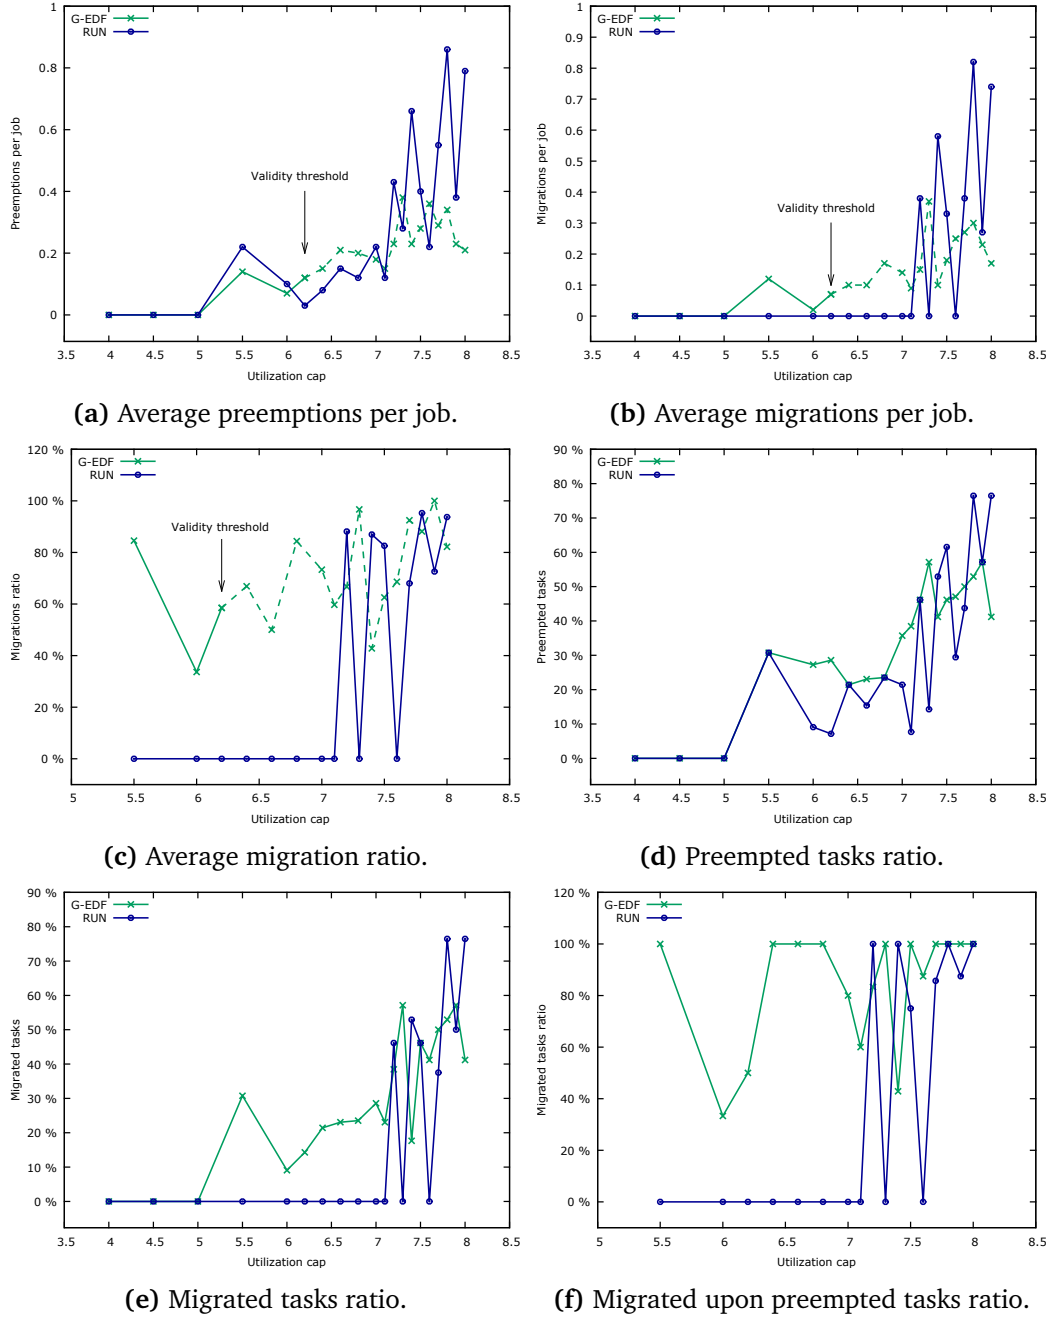 G-EDF
RUN
1
0.8
0.6
0.4
0.2
0
Preemptions per job
Validity threshold
3.5 4 4.5 5 5.5 6 6.5 7 7.5 8 8.5
Utilization cap
(a) Average preemptions per job.
G-EDF
RUN
1
0.9
0.8
0.7
0.6
0.5
0.4
0.3
0.2
0.1
0
Migrations per job
Validity threshold
3.5 4 4.5 5 5.5 6 6.5 7 7.5 8 8.5
Utilization cap
(b) Average migrations per job.
G-EDF
RUN
120 %
100 %
80 %
60 %
40 %
20 %
0 %
Migrations ratio
Validity threshold
5 5.5 6 6.5 7 7.5 8 8.5
Utilization cap
(c) Average migration ratio.
G-EDF
RUN
90 %
80 %
70 %
60 %
50 %
40 %
30 %
20 %
10 %
0 %
Preempted tasks
3.5 4 4.5 5 5.5 6 6.5 7 7.5 8 8.5
Utilization cap
(d) Preempted tasks ratio.
G-EDF
RUN
90 %
80 %
70 %
60 %
50 %
40 %
30 %
20 %
10 %
0 %
Migrated tasks
3.5 4 4.5 5 5.5 6 6.5 7 7.5 8 8.5
Utilization cap
(e) Migrated tasks ratio.
G-EDF
RUN
120 %
100 %
80 %
60 %
40 %
20 %
0 %
Migrated tasks ratio
5 5.5 6 6.5 7 7.5 8 8.5
Utilization cap
(f) Migrated upon preempted tasks ratio.